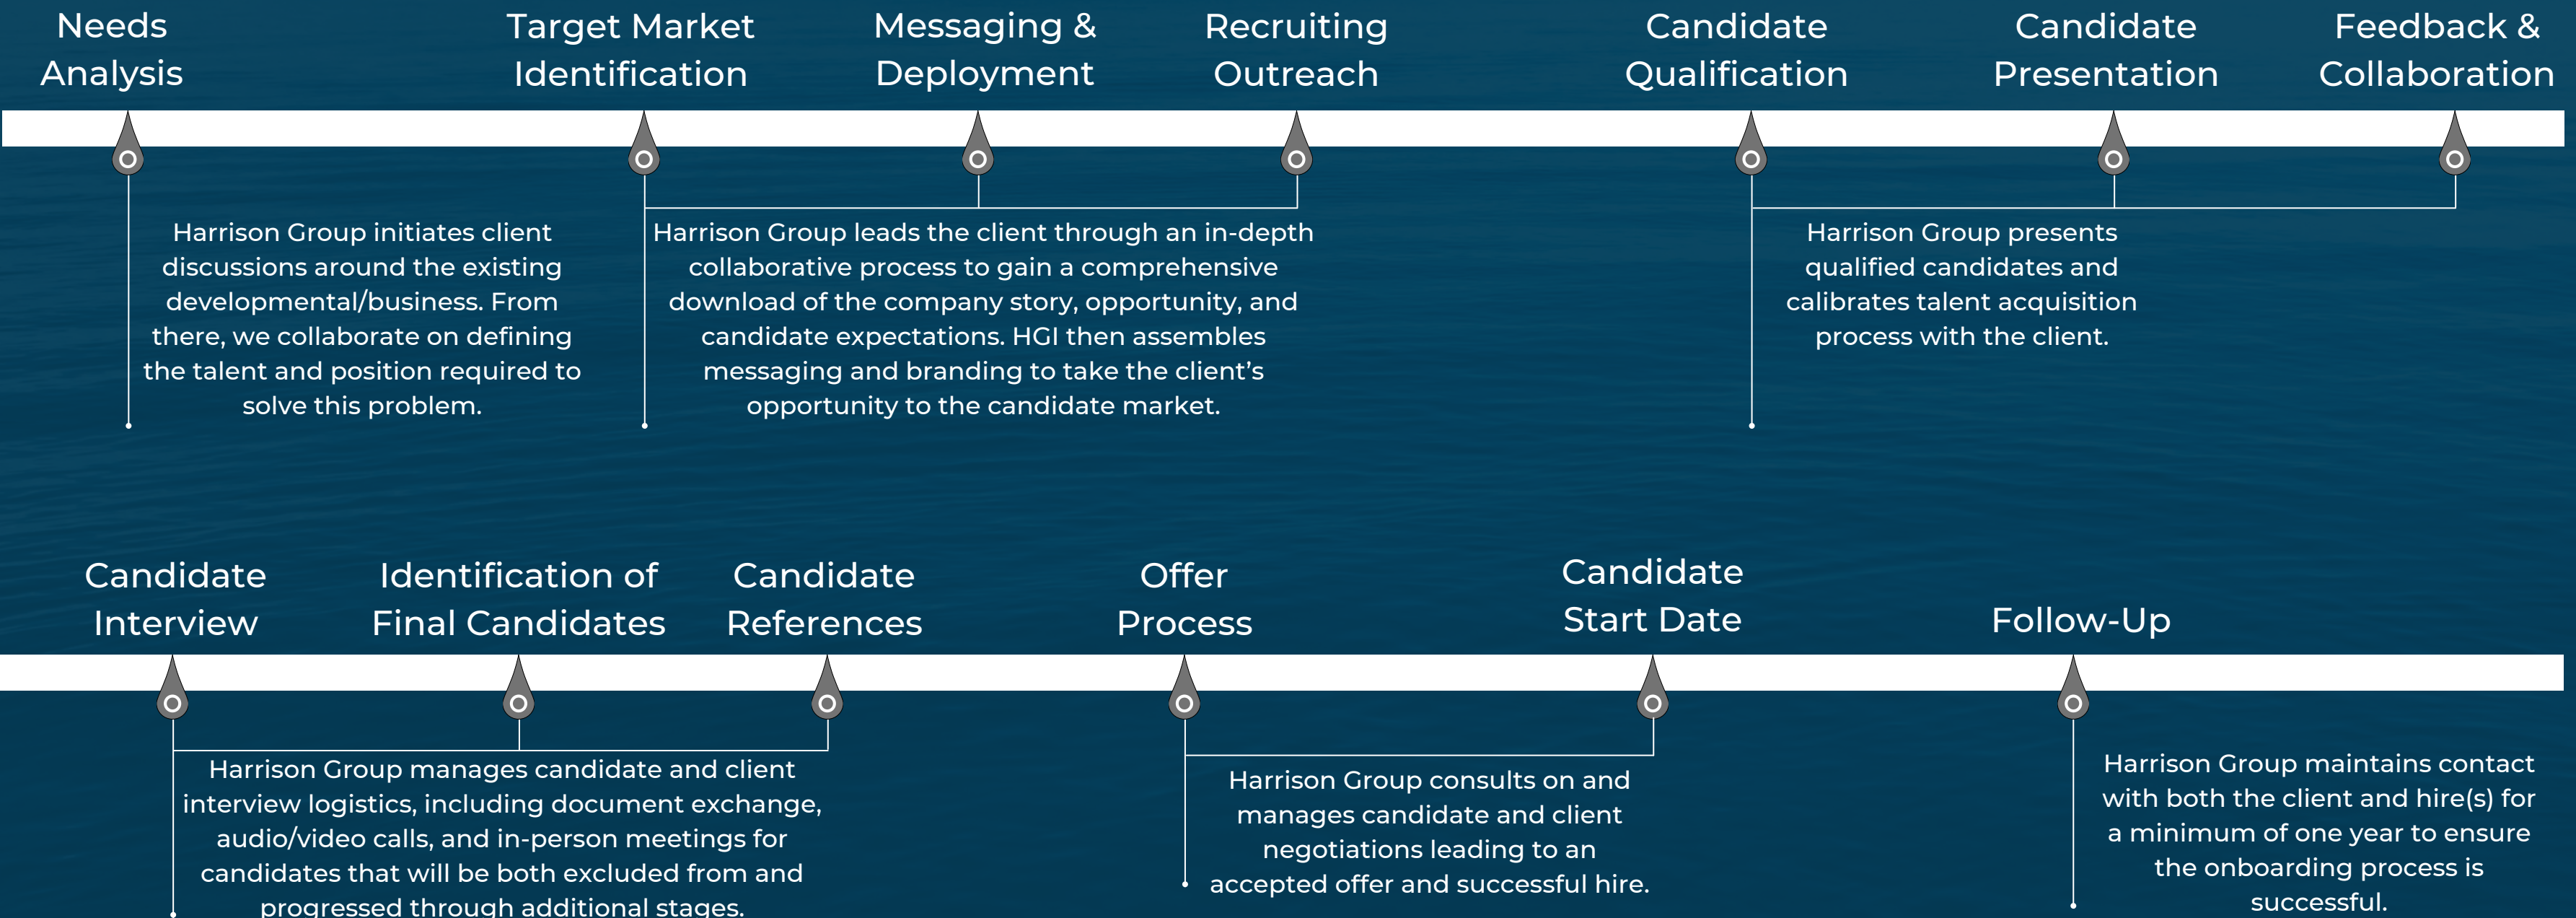 Needs
Analysis
Target Market
Identification
Messaging &
Deployment
Recruiting
Outreach
Candidate
Qualification
Candidate
Presentation
Feedback &
Collaboration
Harrison Group initiates client
discussions around the existing
developmental/business. From
there, we collaborate on defining
the talent and position required to
solve this problem.
Harrison Group leads the client through an in-depth
collaborative process to gain a comprehensive
download of the company story, opportunity, and
candidate expectations. HGI then assembles
messaging and branding to take the client’s
opportunity to the candidate market.
Harrison Group presents
qualified candidates and
calibrates talent acquisition
process with the client.
Candidate
Interview
Identification of
Final Candidates
Candidate
References
Offer
Process
Candidate
Start Date
Follow-Up
Harrison Group manages candidate and client
interview logistics, including document exchange,
audio/video calls, and in-person meetings for
candidates that will be both excluded from and
progressed through additional stages.
Harrison Group consults on and
manages candidate and client
negotiations leading to an
accepted offer and successful hire.
Harrison Group maintains contact
with both the client and hire(s) for
a minimum of one year to ensure
the onboarding process is
successful.